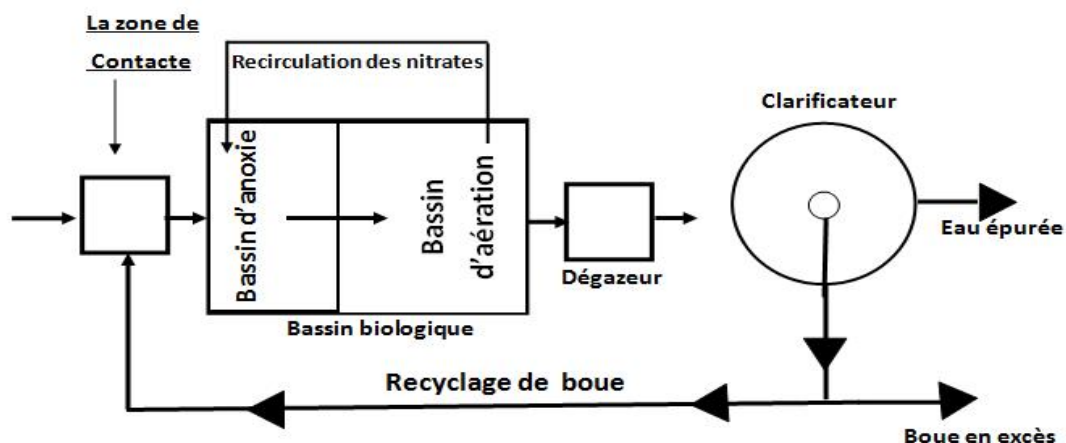 La zone de
Contacte
Recirculation des nitrates
Clarificateur
Bassin d'anoxie
Bassin
d'aération
Eau épurée
Dégazeur
Bassin biologique
Recyclage de boue
Boue en excès